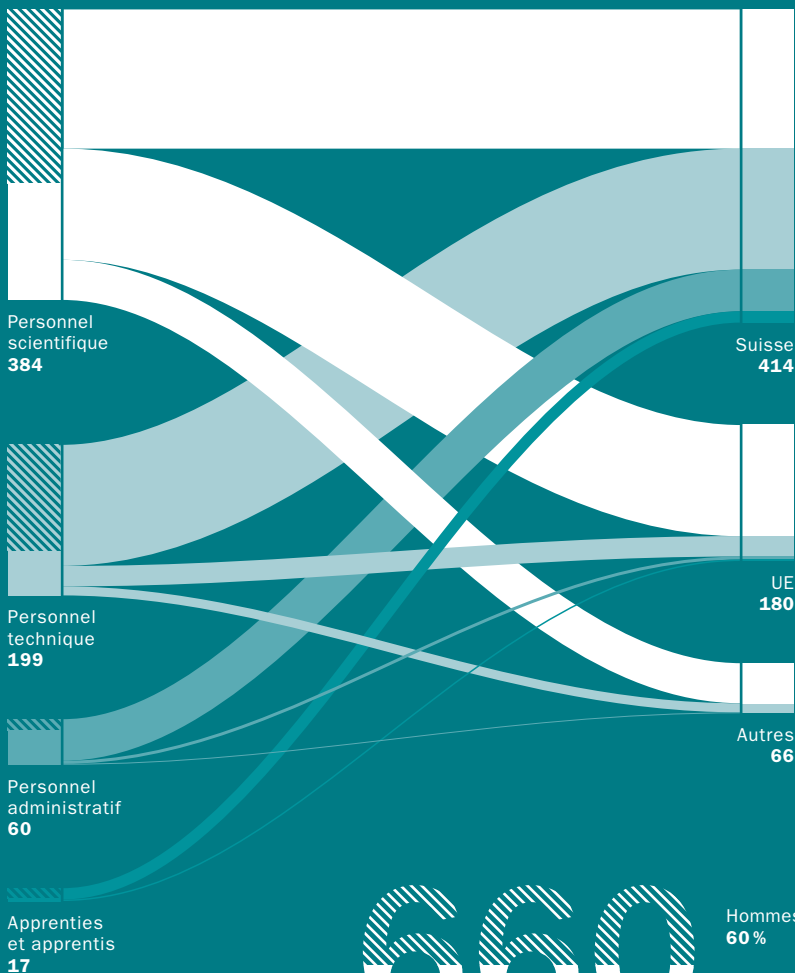 Personnel
scientifique
384
Suisse
414
Personnel
technique
199
UE
180
Personnel
administratif
60
Autres
66
Apprenties
et apprentis
17
660
Hommes
60 %